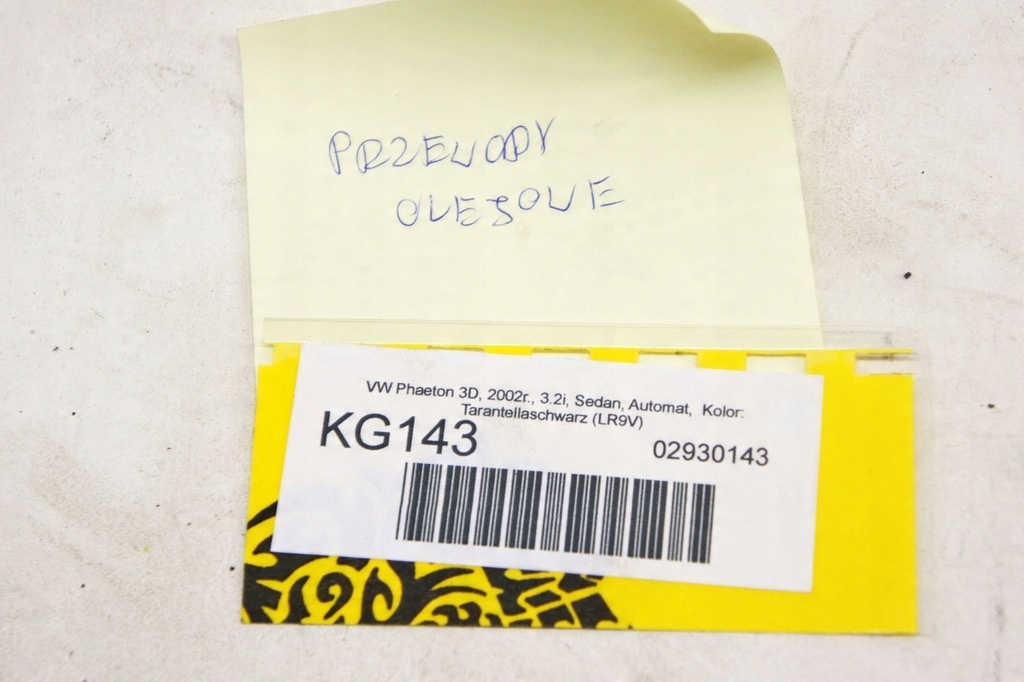 PRZEWODY
OLEJOWE
VW Phaeton 3D, 2002r., 3.2i, Sedan, Automat, Kolor:
Tarantellaschwarz (LR9V)
KG143
02930143